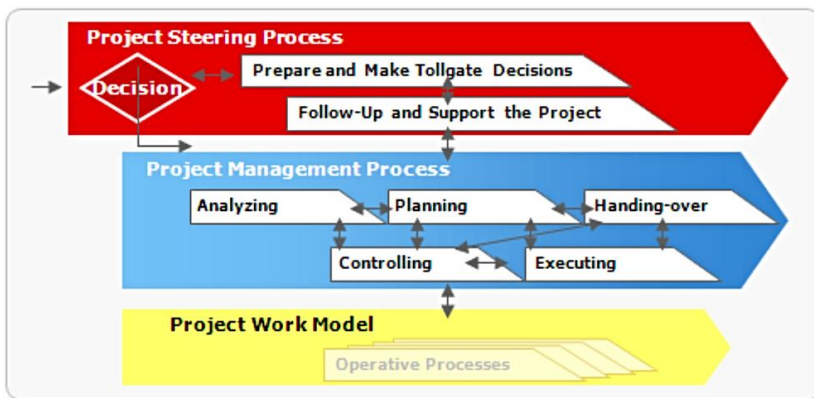 Project Steering Process
Decision
Prepare and Make Tollgate Decisions
Follow-Up and Support the Project
Project Management Process
Analyzing
Planning
Handing-over
Controlling
Executing
Project Work Model
Operative Processes